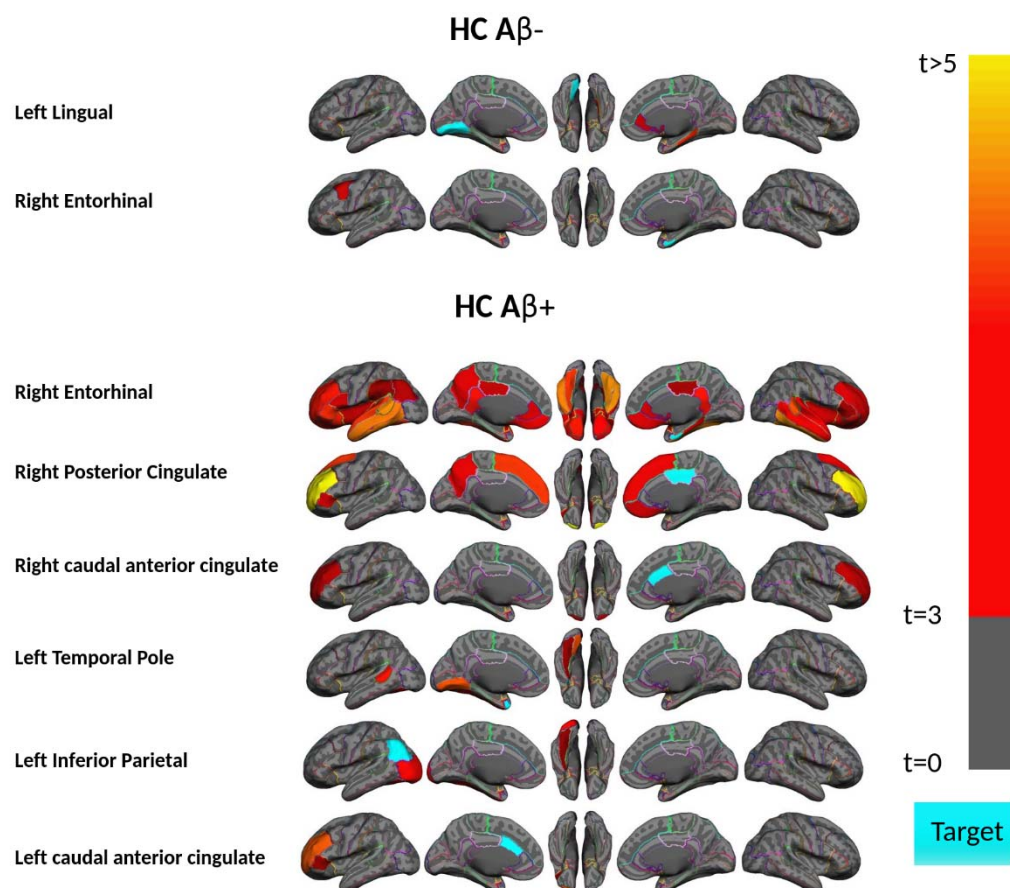 HC Aβ-
t>5
Left Lingual
Right Entorhinal
HC Aβ+
Right Entorhinal
Right Posterior Cingulate
Right caudal anterior cingulate
t=3
Left Temporal Pole
Left Inferior Parietal
t=0
Target
Left caudal anterior cingulate